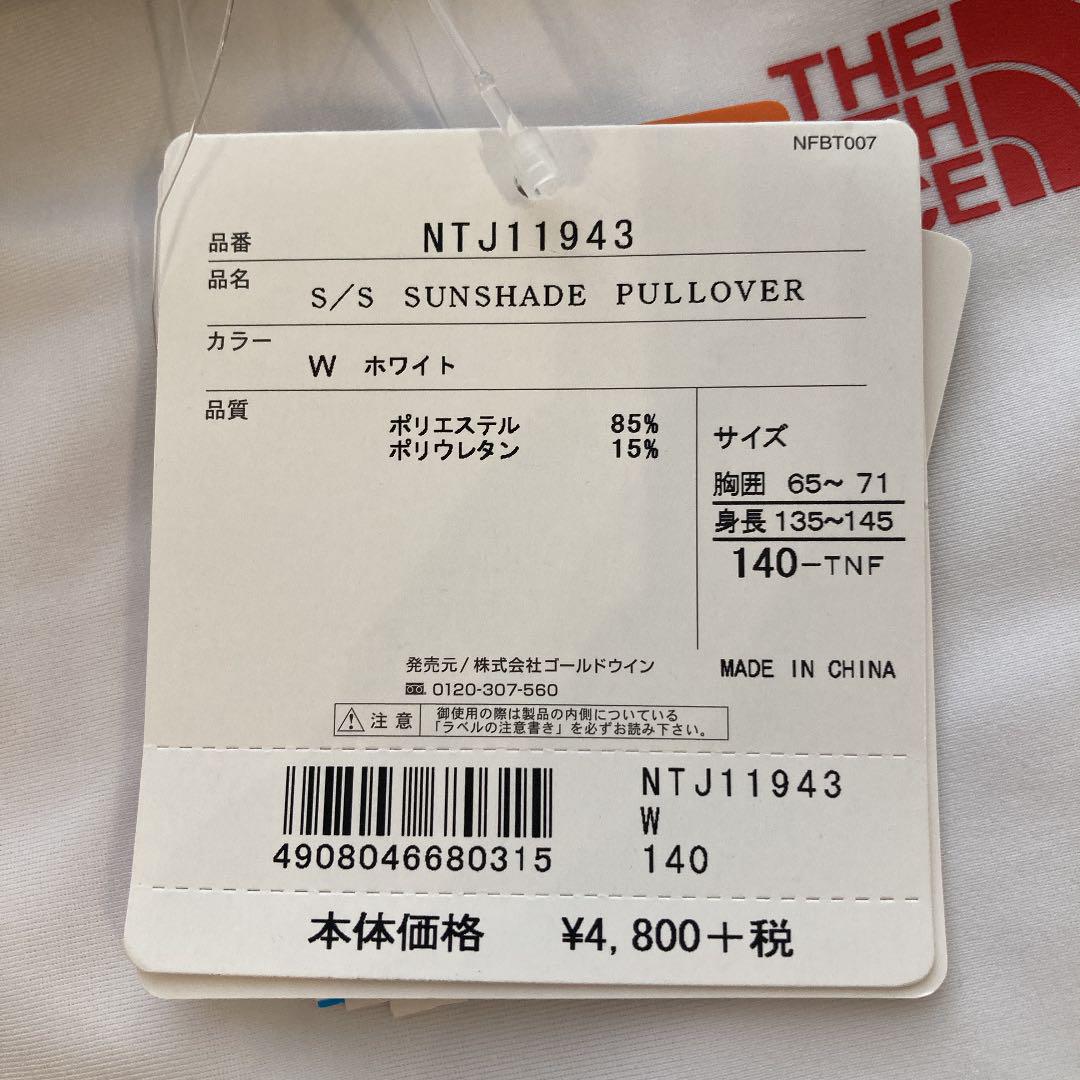 THE
TH
CE
NFBT007
品番 NTJ11943
品名 S/S SUNSHADE PULLOVER
カラー W ホワイト
品質
ポリエステル 85%
ポリウレタン 15%
サイズ
胸囲 65~ 71
身長 135~145
140-TNF
発売元/株式会社ゴールドウイン
0120-307-560
MADE IN CHINA
注意
御使用の際は製品の内側についている
「ラベルの注意書き」を必ずお読み下さい。
4908046680315
NTJ11943
W
140
本体価格 ¥4,800+税